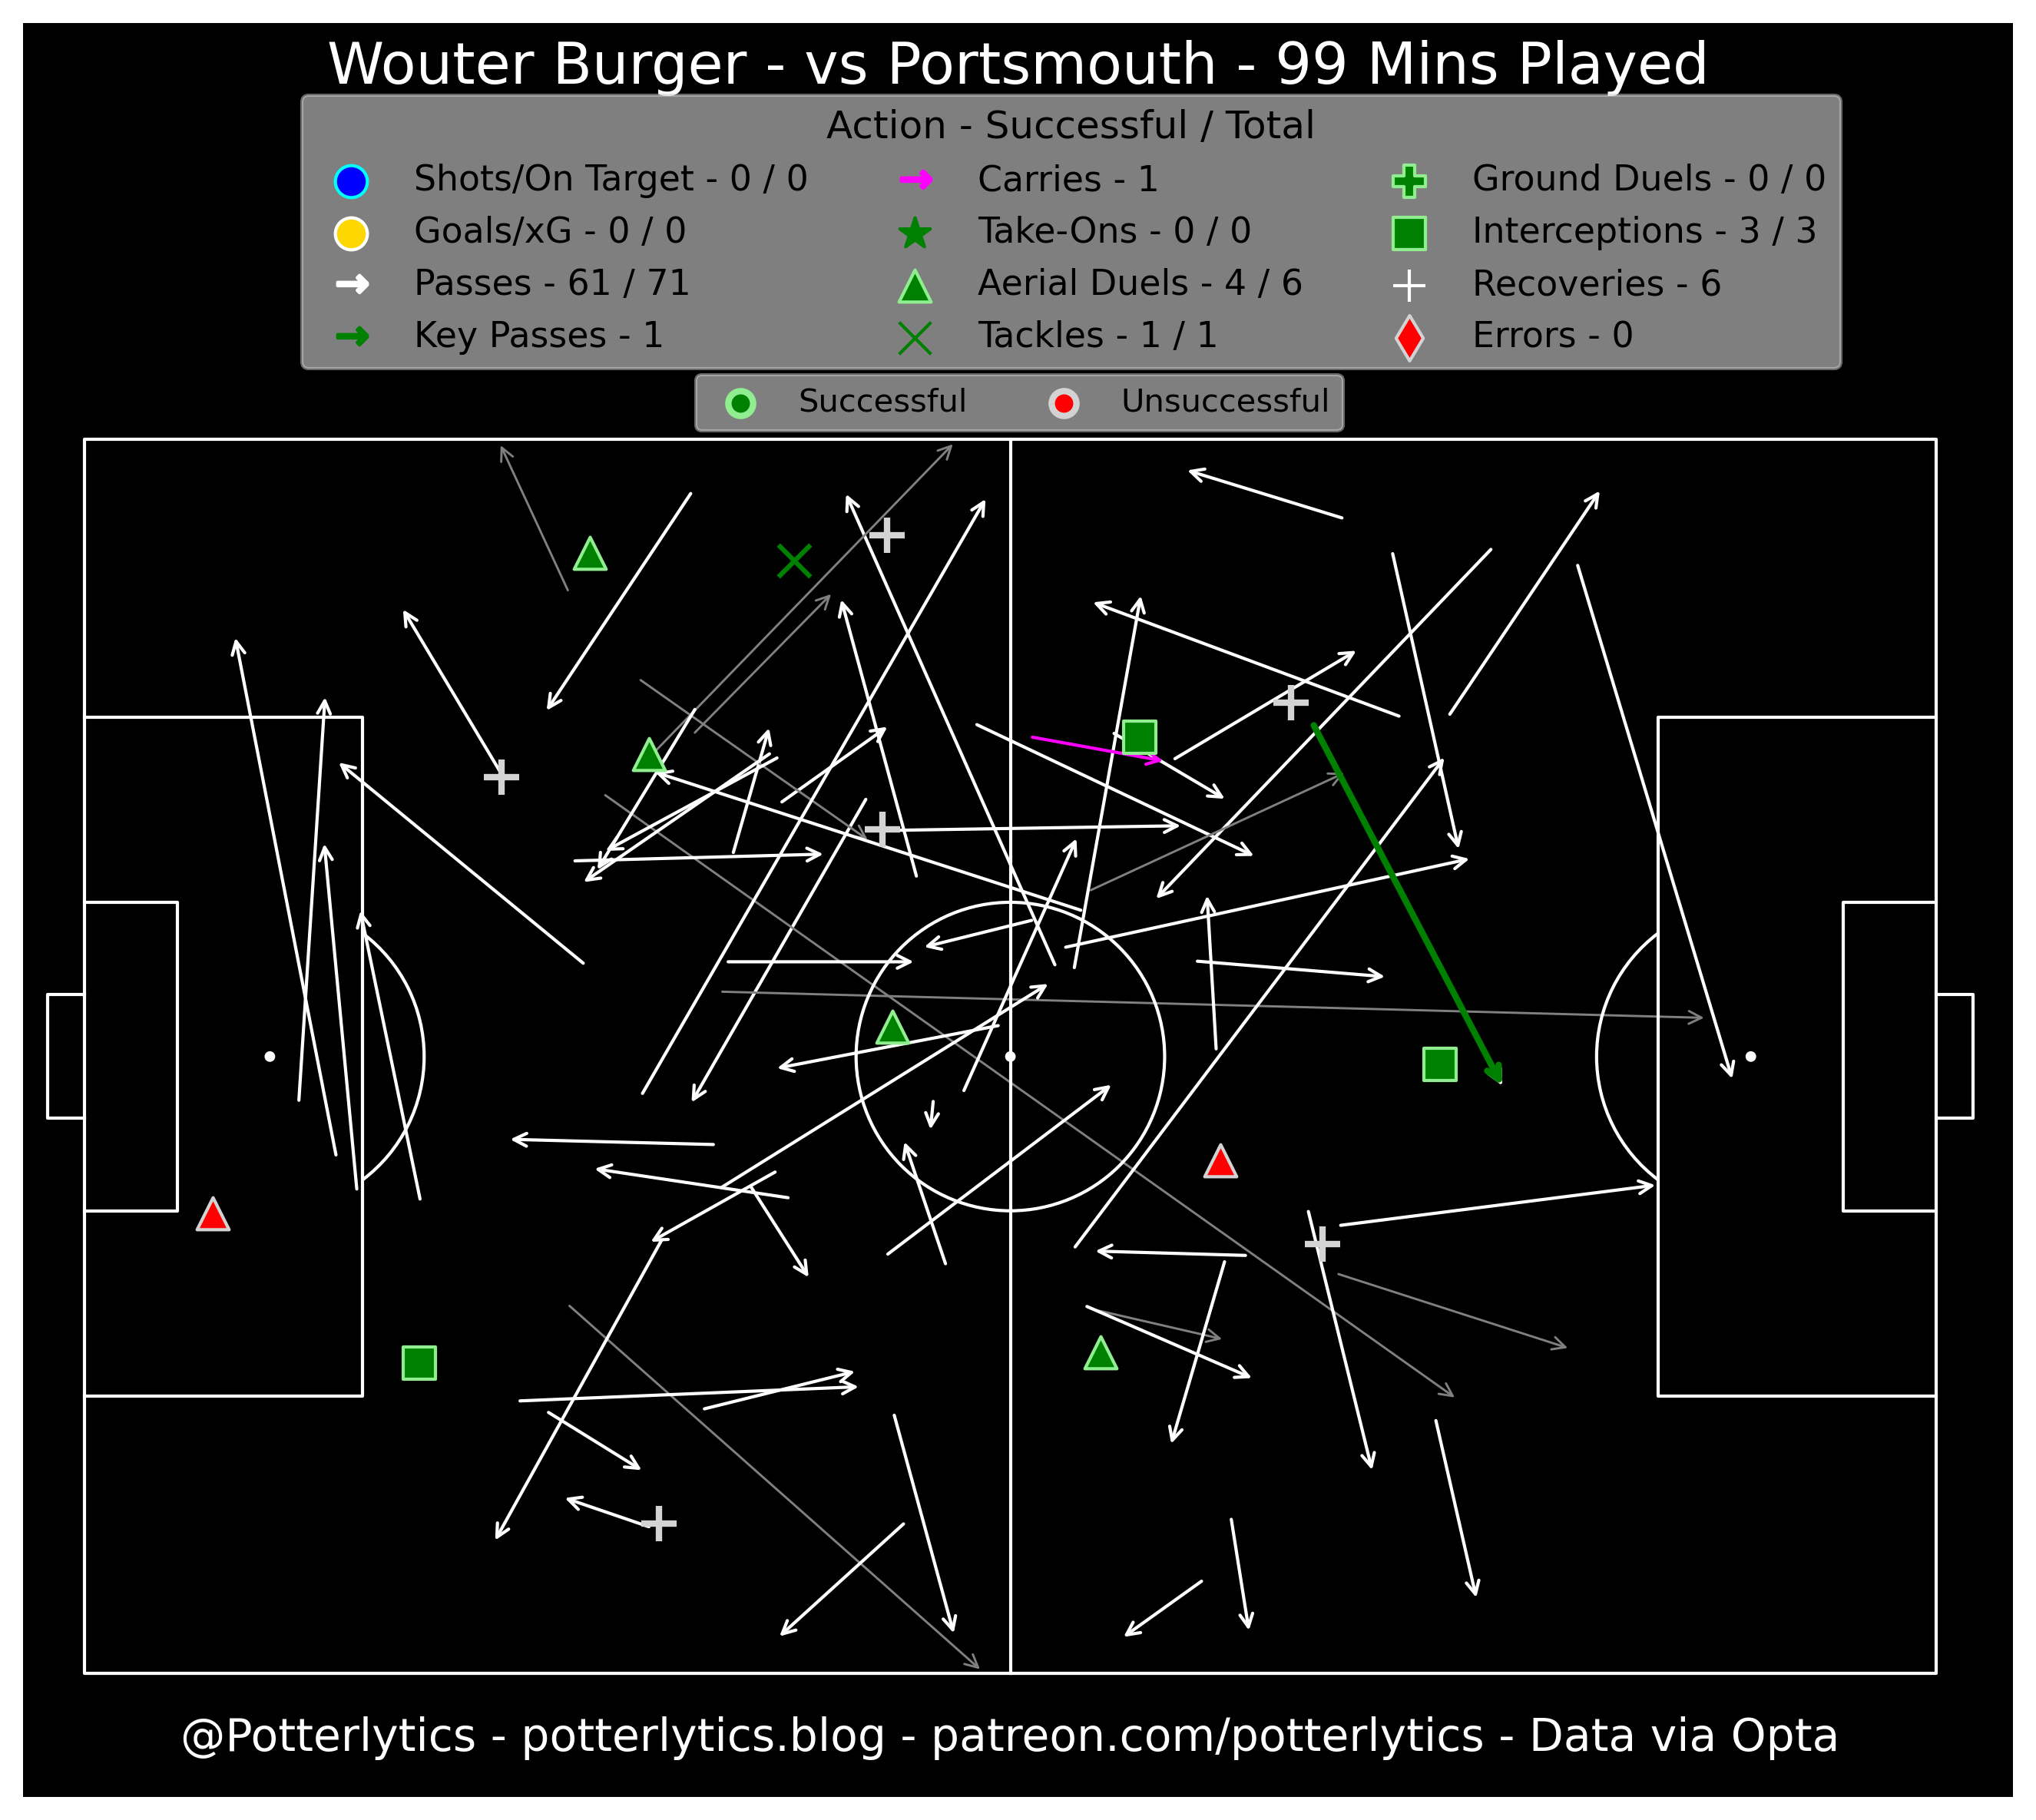 Wouter Burger - vs Portsmouth - 99 Mins Played
Action - Successful / Total
Shots/On Target - 0 / 0
Goals/xG - 0 / 0
Passes - 61 / 71
Key Passes - 1
Carries - 1
Take-Ons - 0 / 0
Aerial Duels - 4 / 6
Tackles - 1 / 1
Ground Duels - 0 / 0
Interceptions - 3 / 3
Recoveries - 6
Errors - 0
Successful
Unsuccessful
@Potterlytics - potterlytics.blog - patreon.com/potterlytics - Data via Opta